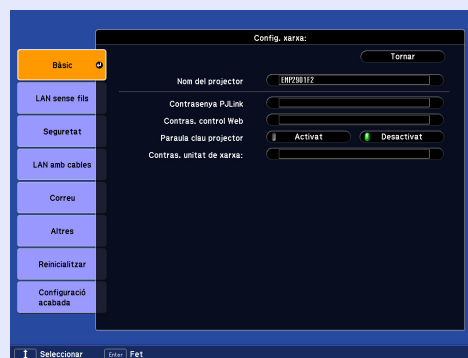 Config. xarxa:
Tornar
Bàsic
LAN sense fils
Seguretat
LAN amb cables
Correu
Altres
Reinicialitzar
Configuració
acabada
Nom del projector EMP2901F2
Contrasenya PJLink
Contras. control Web
Paraula clau projector Activat Desactivat
Contras. unitat de xarxa:
Seleccionar Enter Fet